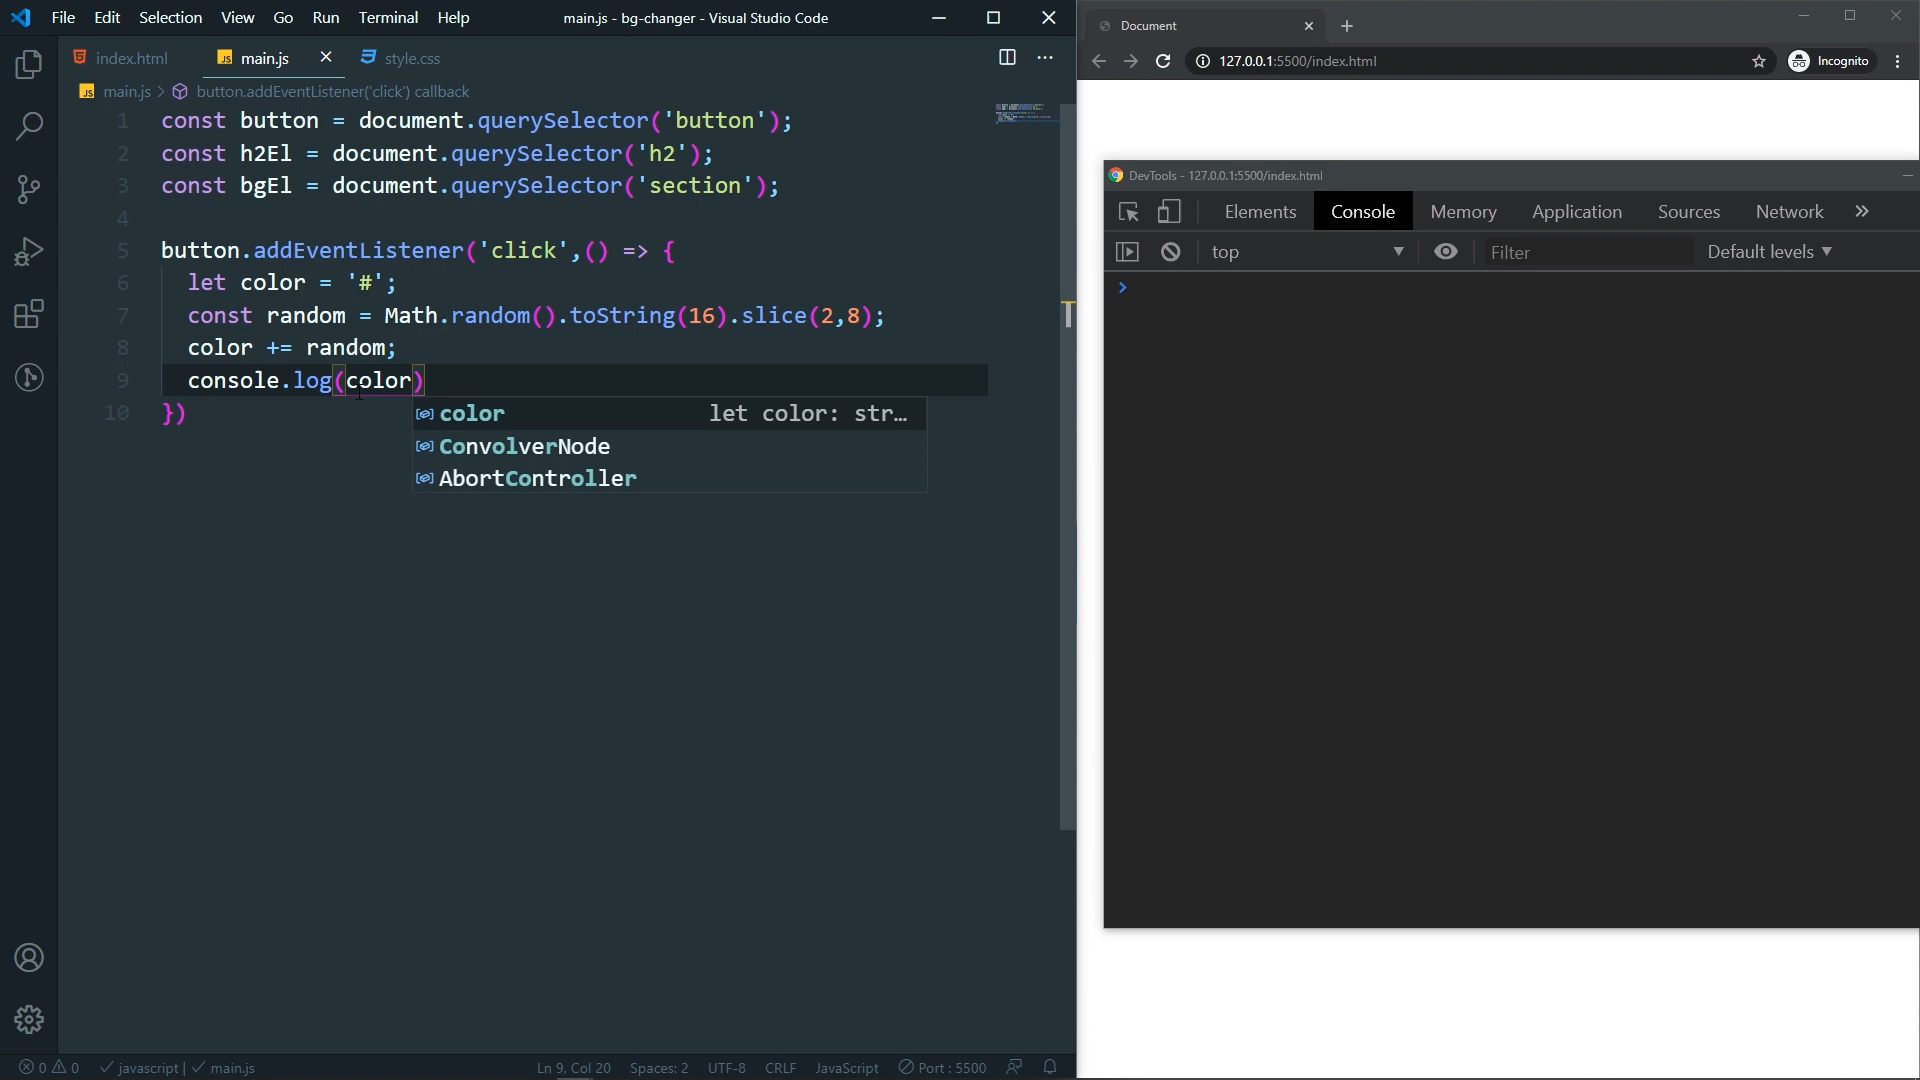 File Edit Selection View Go Run Terminal Help
main.js - bg-changer - Visual Studio Code
index.html
JS main.js
style.css
JS main.js > button.addEventListener('click') callback
1 const button = document.querySelector('button');
2 const h2El = document.querySelector('h2');
3 const bgEl = document.querySelector('section');
4
5 button.addEventListener('click',() => {
6 let color = '#';
7 const random = Math.random().toString(16).slice(2,8);
8 color += random;
9 console.log(color)
10 })
color let color: str…
ConvolverNode
AbortController
0 0 javascript | main.js Ln 9, Col 20 Spaces: 2 UTF-8 CRLF JavaScript Port : 5500
Document
127.0.0.1:5500/index.html
Incognito
DevTools - 127.0.0.1:5500/index.html
Elements Console Memory Application Sources Network »
top Filter Default levels